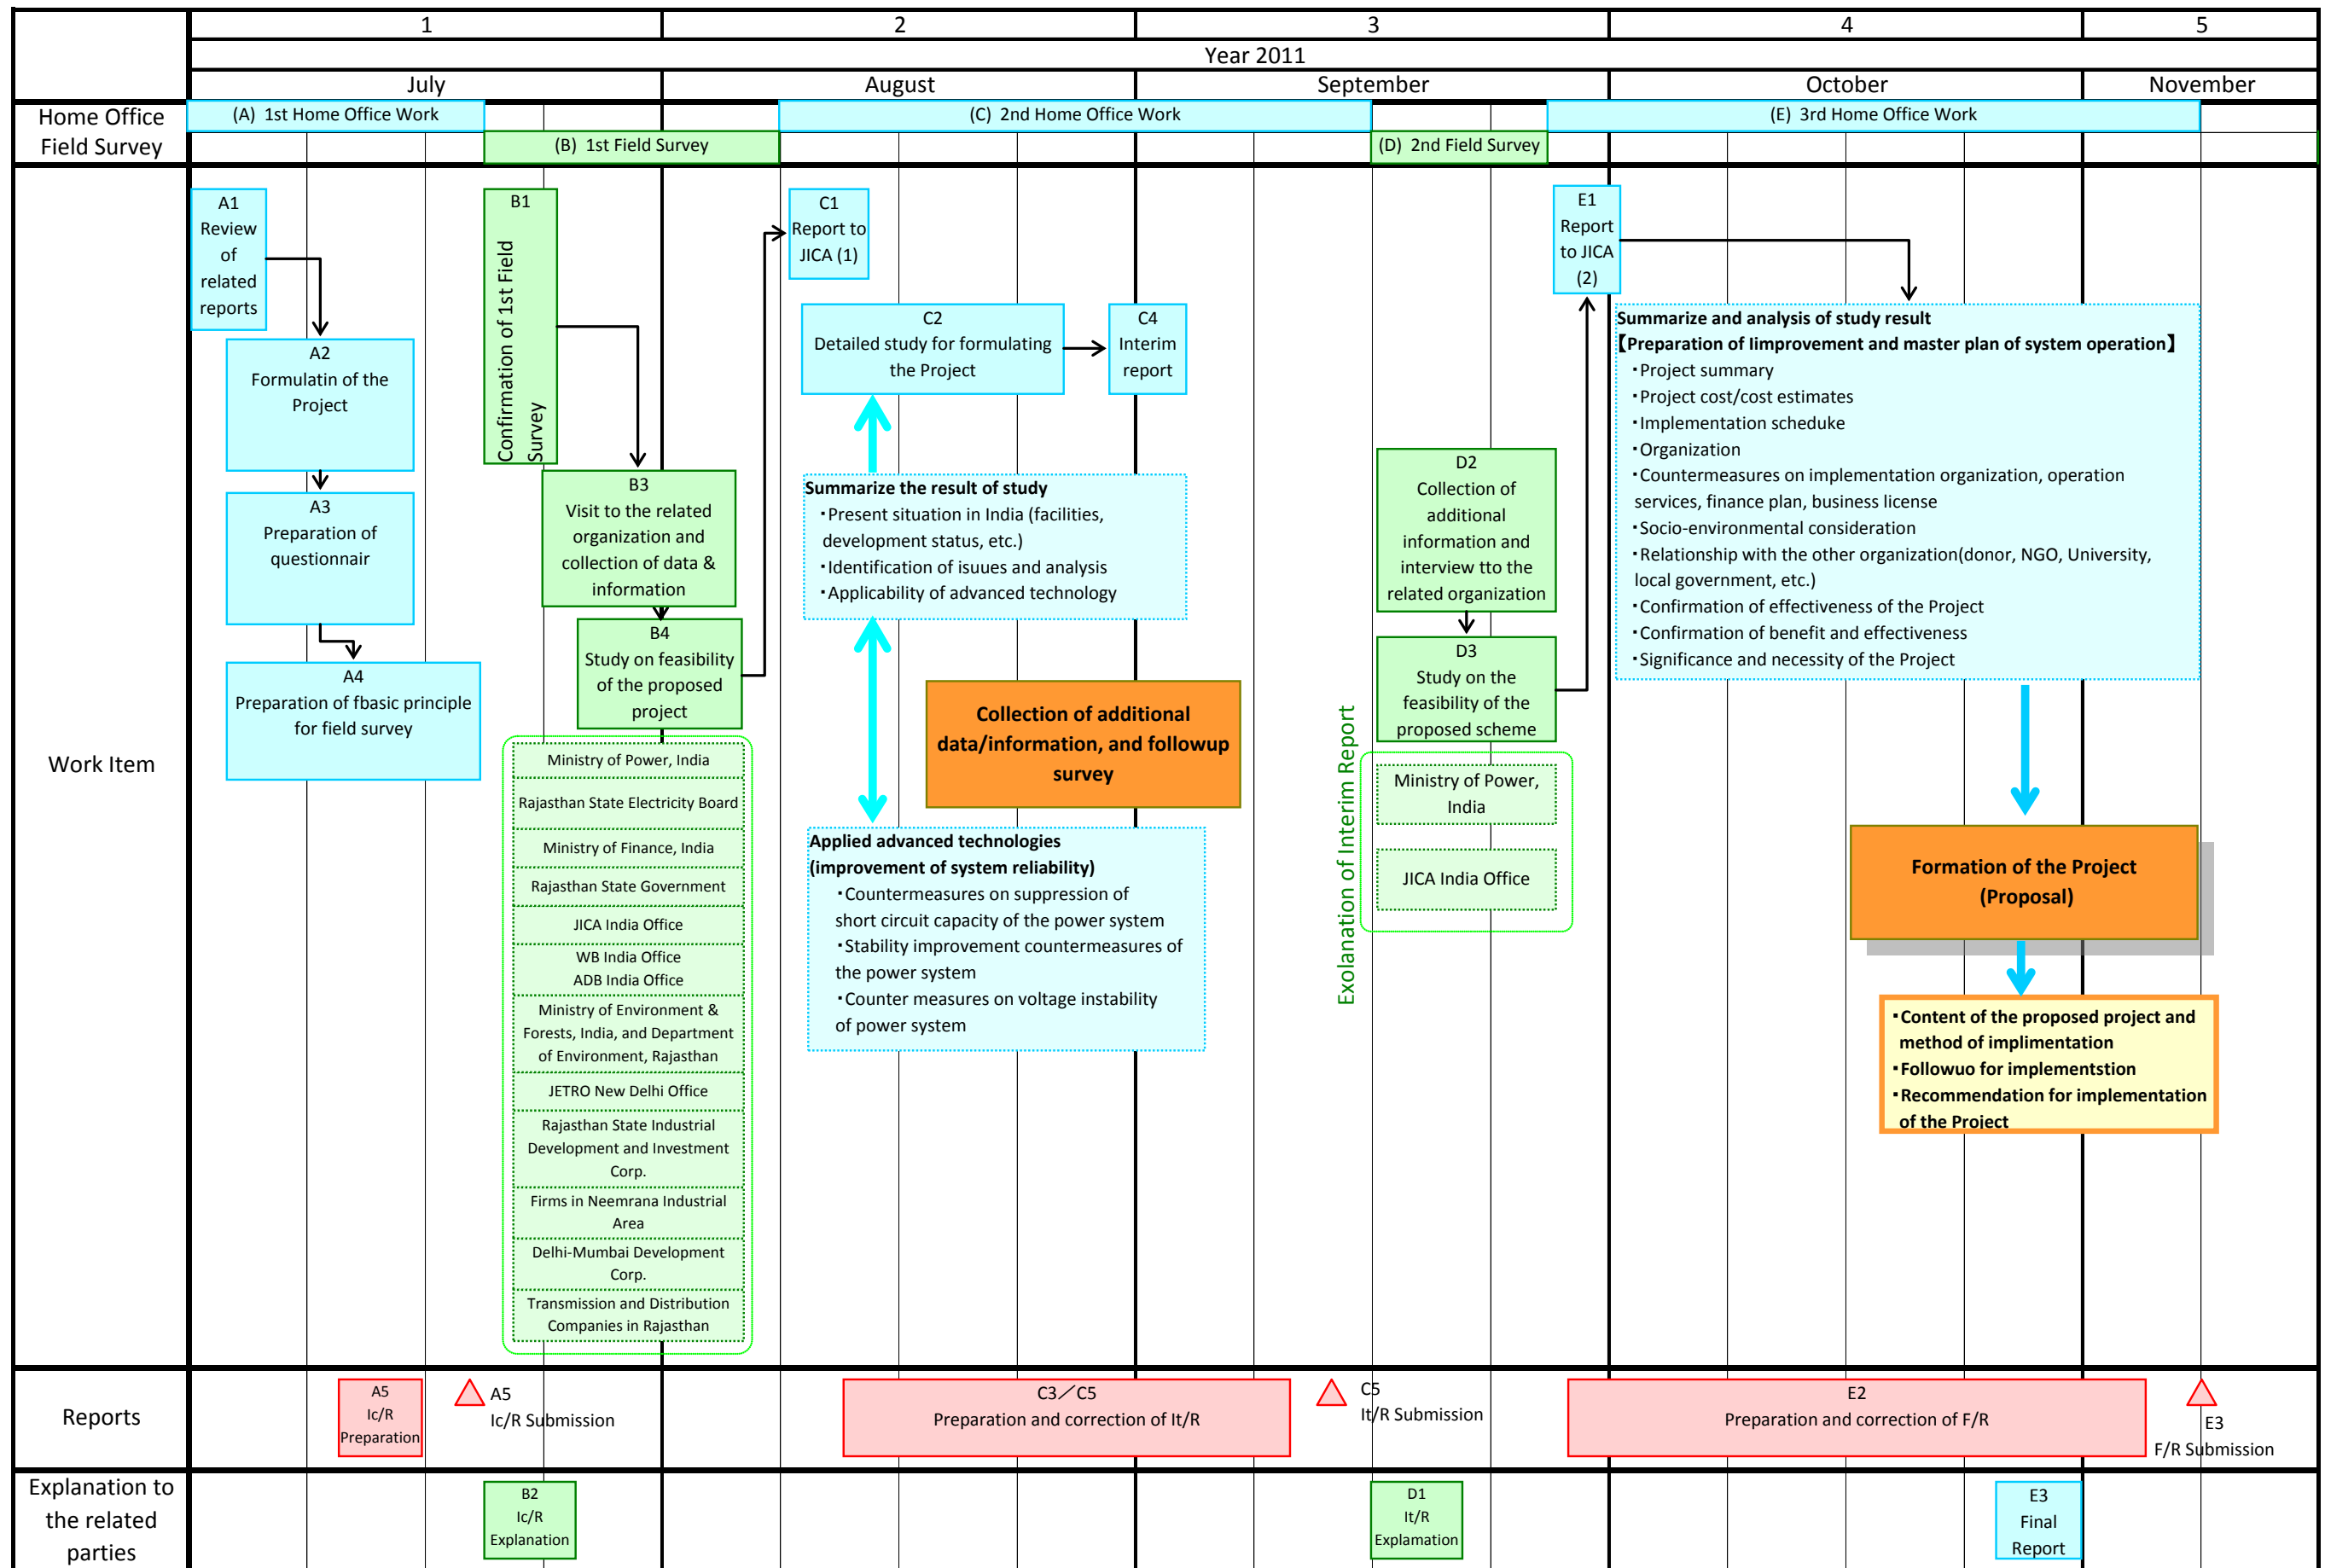 1
2
3
4
5
Year 2011
July
August
September
October
November
Home Office
Field Survey
(A) 1st Home Office Work
(C) 2nd Home Office Work
(E) 3rd Home Office Work
(B) 1st Field Survey
(D) 2nd Field Survey
Work Item
A1
Review
of
related
reports
A2
Formulatin of the
Project
A3
Preparation of
questionnair
A4
Preparation of fbasic principle
for field survey
B1
Confirmation of 1st Field
Survey
B3
Visit to the related
organization and
collection of data &
information
B4
Study on feasibility
of the proposed
project
Ministry of Power, India
Rajasthan State Electricity Board
Ministry of Finance, India
Rajasthan State Government
JICA India Office
WB India Office
ADB India Office
Ministry of Environment &
Forests, India, and Department
of Environment, Rajasthan
JETRO New Delhi Office
Rajasthan State Industrial
Development and Investment
Corp.
Firms in Neemrana Industrial
Area
Delhi-Mumbai Development
Corp.
Transmission and Distribution
Companies in Rajasthan
C1
Report to
JICA (1)
C2
Detailed study for formulating
the Project
C4
Interim
report
Summarize the result of study
・Present situation in India (facilities,
development status, etc.)
・Identification of isuues and analysis
・Applicability of advanced technology
Collection of additional
data/information, and followup
survey
Applied advanced technologies
(improvement of system reliability)
・Countermeasures on suppression of
short circuit capacity of the power system
・Stability improvement countermeasures of
the power system
・Counter measures on voltage instability
of power system
Exolanation of Interim Report
D2
Collection of
additional
information and
interview tto the
related organization
D3
Study on the
feasibility of the
proposed scheme
Ministry of Power,
India
JICA India Office
E1
Report
to JICA
(2)
Summarize and analysis of study result
【Preparation of Iimprovement and master plan of system operation】
・Project summary
・Project cost/cost estimates
・Implementation scheduke
・Organization
・Countermeasures on implementation organization, operation
services, finance plan, business license
・Socio-environmental consideration
・Relationship with the other organization(donor, NGO, University,
local government, etc.)
・Confirmation of effectiveness of the Project
・Confirmation of benefit and effectiveness
・Significance and necessity of the Project
Formation of the Project
(Proposal)
・Content of the proposed project and
method of implimentation
・Followuo for implementstion
・Recommendation for implementation
of the Project
Reports
A5
Ic/R
Preparation
A5
Ic/R Submission
C3／C5
Preparation and correction of It/R
C5
It/R Submission
E2
Preparation and correction of F/R
E3
F/R Submission
Explanation to
the related
parties
B2
Ic/R
Explanation
D1
It/R
Explamation
E3
Final
Report